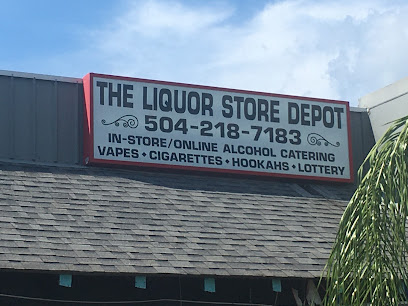 THE LIQUOR STORE DEPOT
504-218-7183
IN-STORE/ONLINE ALCOHOL CATERING
VAPES • CIGARETTES • HOOKAHS • LOTTERY